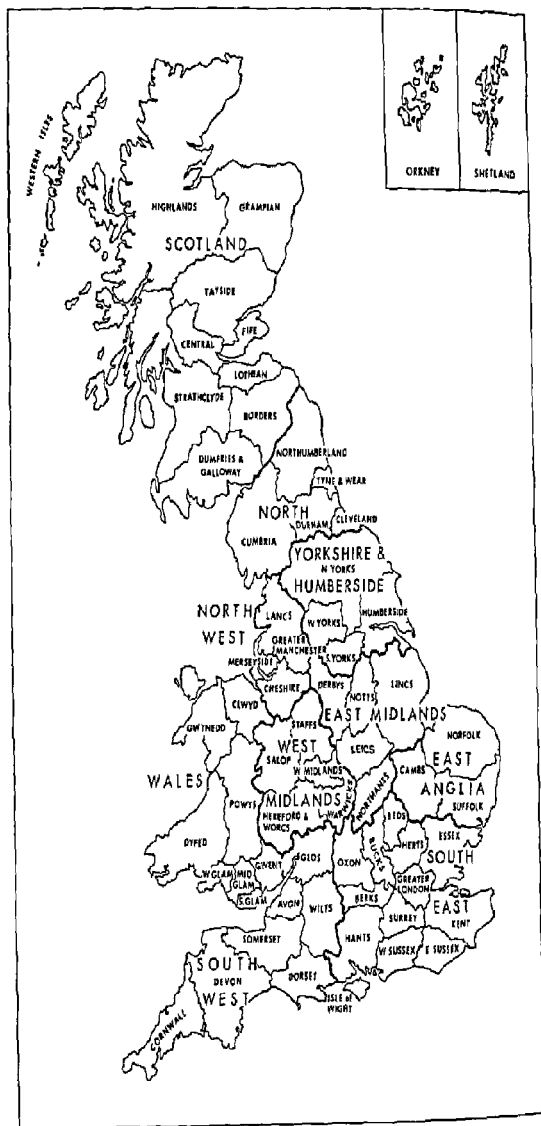 WESTERN ISLES
ORKNEY
SHETLAND
HIGHLANDS
GRAMPIAN
SCOTLAND
TAYSIDE
FIFE
CENTRAL
LOTHIAN
STRATHCLYDE
BORDERS
DUMFRIES &
GALLOWAY
NORTHUMBERLAND
TYNE & WEAR
NORTH
DURHAM
CLEVELAND
CUMBRIA
YORKSHIRE &
N YORKS
HUMBERSIDE
HUMBERSIDE
NORTH
WEST
LANCS
W. YORKS
GREATER
MANCHESTER
S. YORKS
MERSEYSIDE
CHESHIRE
DERBYS
NOTTS
LINCS
EAST MIDLANDS
CLWYD
GWYNEDD
STAFFS
WEST
SALOP
LEICS
W. MIDLANDS
NORFOLK
EAST
CAMBS
ANGLIA
SUFFOLK
WALES
POWYS
MIDLANDS
HEREFORD &
WORCS
WARWICKS
NORTHANTS
BEDS
DYFED
ESSEX
HERTS
SOUTH
BUCKS
OXON
GLOS
GWENT
W. GLAM
MID
GLAM
S. GLAM
GREATER
LONDON
EAST
KENT
AVON
WILTS
BERKS
SURREY
SOMERSET
HANTS
W SUSSEX
E SUSSEX
SOUTH
DEVON
WEST
DORSET
ISLE of
WIGHT
CORNWALL